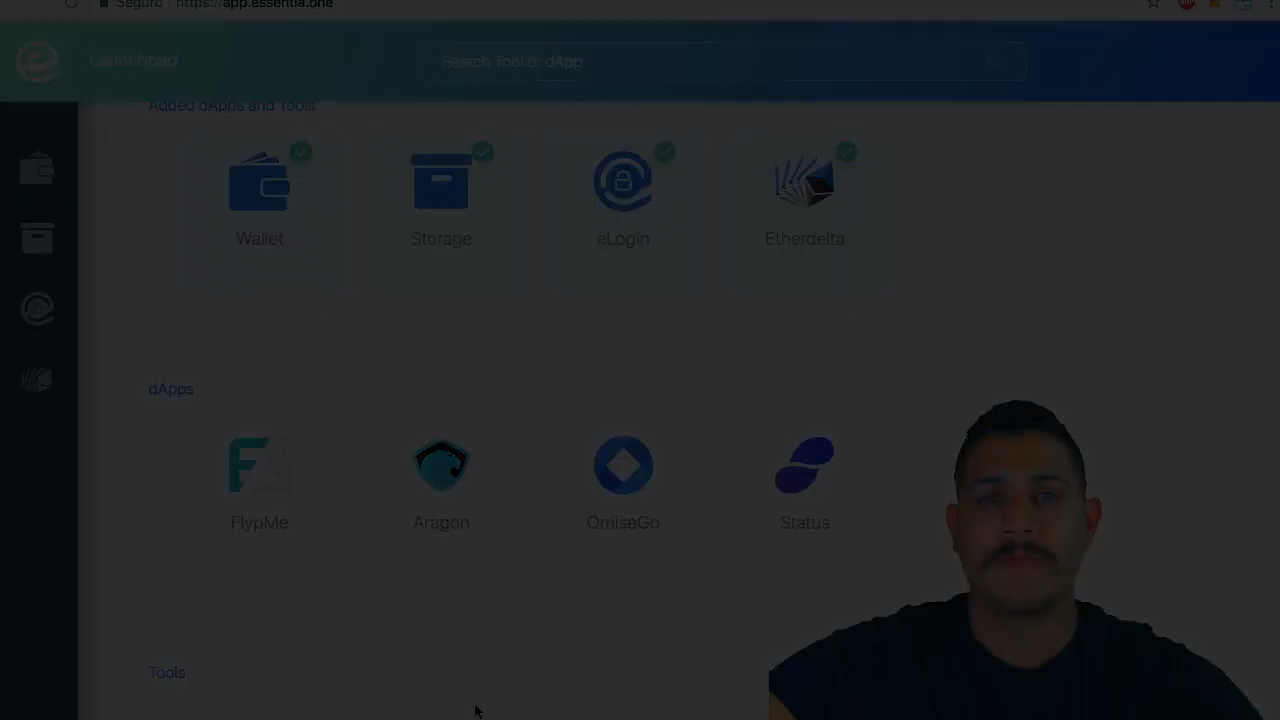 Seguro https://app.essentia.one
Launchpad
Search Tool or dApp
Added dApps and Tools
Wallet
Storage
eLogin
Etherdelta
dApps
FlypMe
Aragon
OmiseGo
Status
Tools